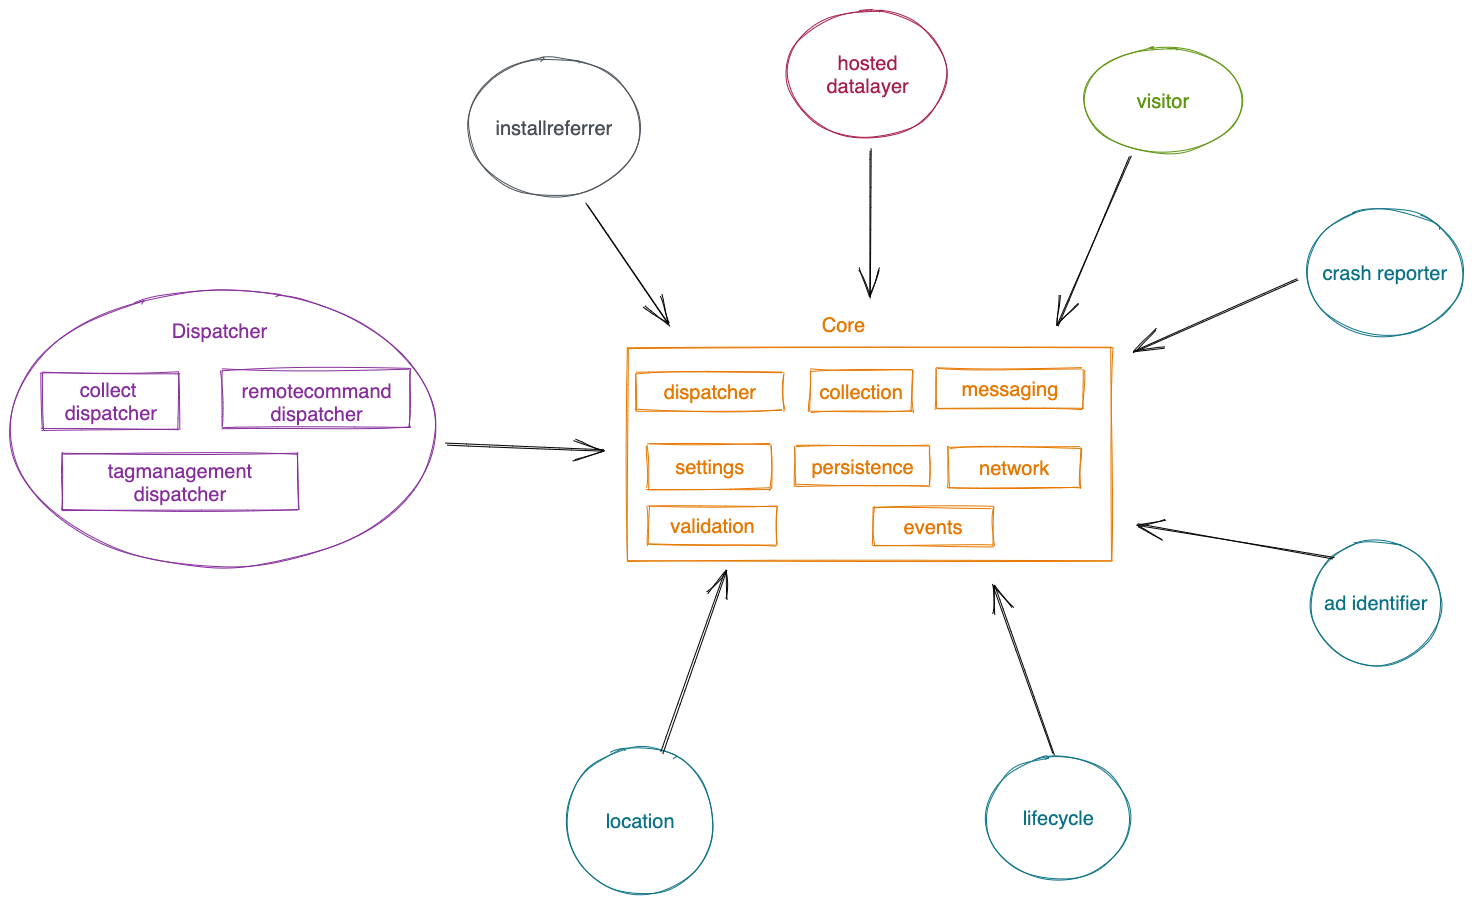 hosted
datalayer
visitor
installreferrer
crash reporter
Dispatcher
collect
dispatcher
remotecommand
dispatcher
tagmanagement
dispatcher
Core
dispatcher
collection
messaging
settings
persistence
network
validation
events
ad identifier
location
lifecycle